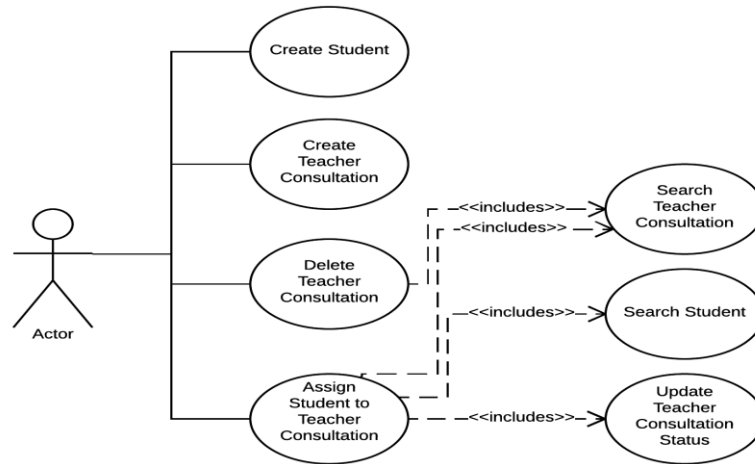 Create Student
Create
Teacher
Consultation
<<includes>>
Search
Teacher
Consultation
<<includes>>
Delete
Teacher
Consultation
<<includes>>
Search Student
Actor
Assign
Student to
Teacher
Consultation
<<includes>>
Update
Teacher
Consultation
Status